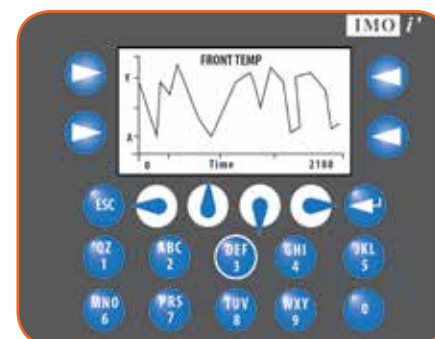 IMO i³
FRONT TEMP
A
0 Time 2100
ESC
QZ ABC DEF GHI JKL
1 2 3 4 5
MNO PRS TUV WXY
6 7 8 9 0